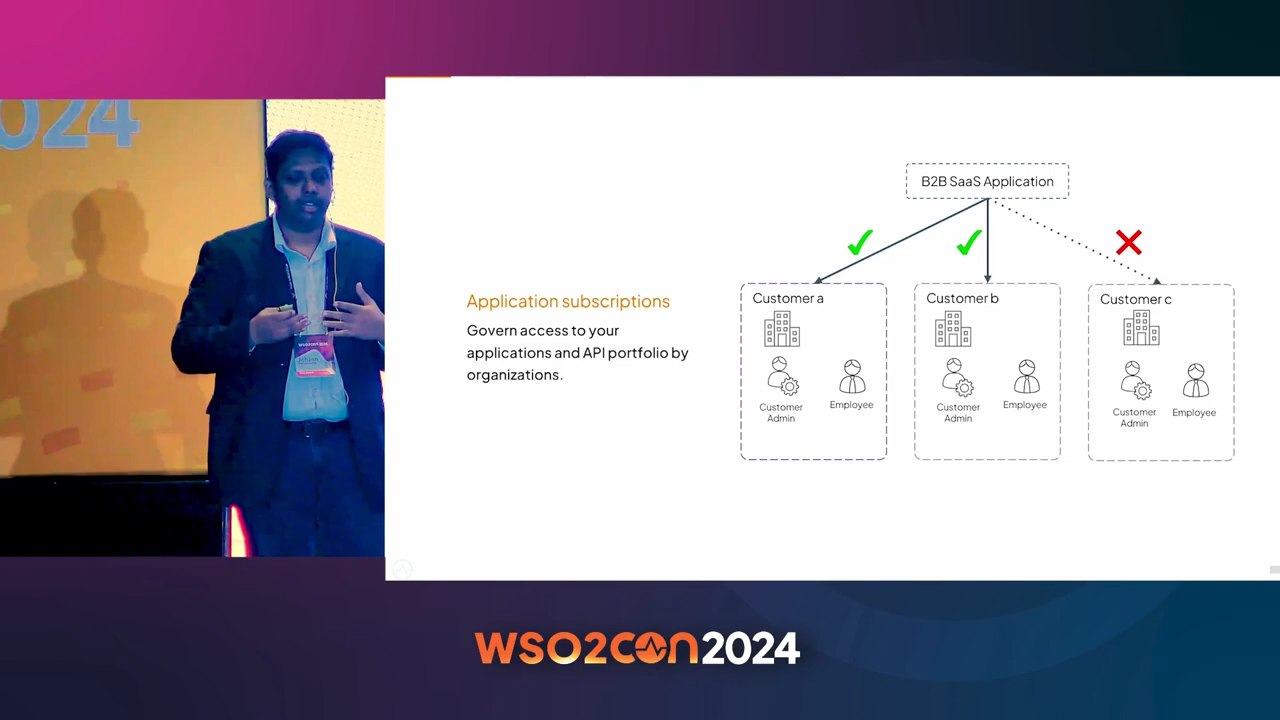 024
B2B SaaS Application
Customer a
Customer b
Customer c
Application subscriptions
Govern access to your
applications and API portfolio by
organizations.
Customer
Admin
Employee
Customer
Admin
Employee
Customer
Admin
Employee
WSO2CON2024